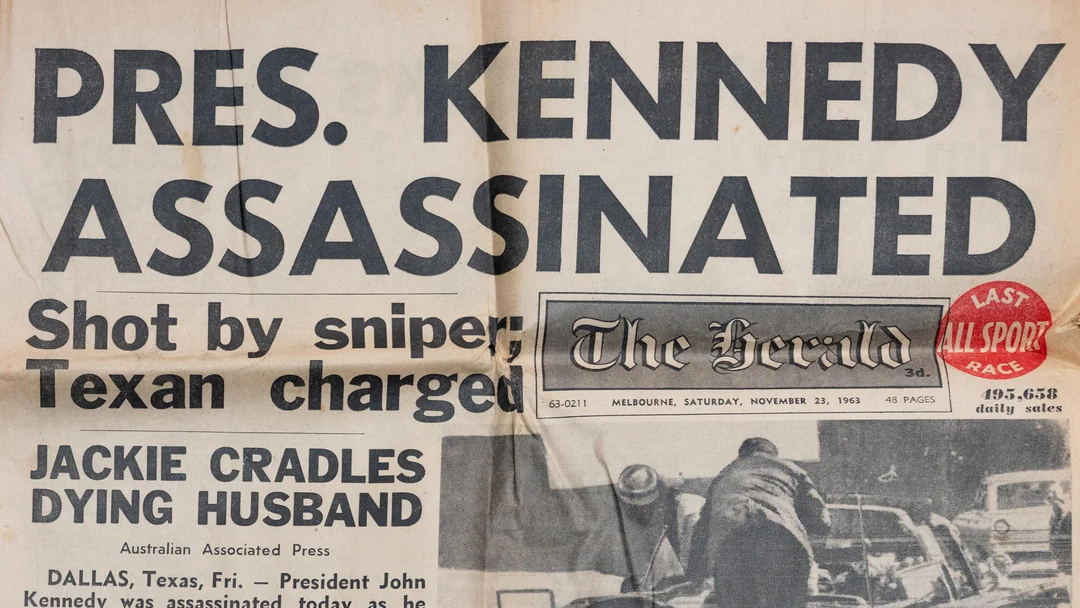 PRES. KENNEDY
ASSASSINATED
Shot by sniper;
Texan charged
The Herald
3d.
63-0211 MELBOURNE, SATURDAY, NOVEMBER 23, 1963 48 PAGES
LAST
ALL SPORT
RACE
495,658
daily sales
JACKIE CRADLES
DYING HUSBAND
Australian Associated Press
DALLAS, Texas, Fri. — President John
Kennedy was assassinated today as he